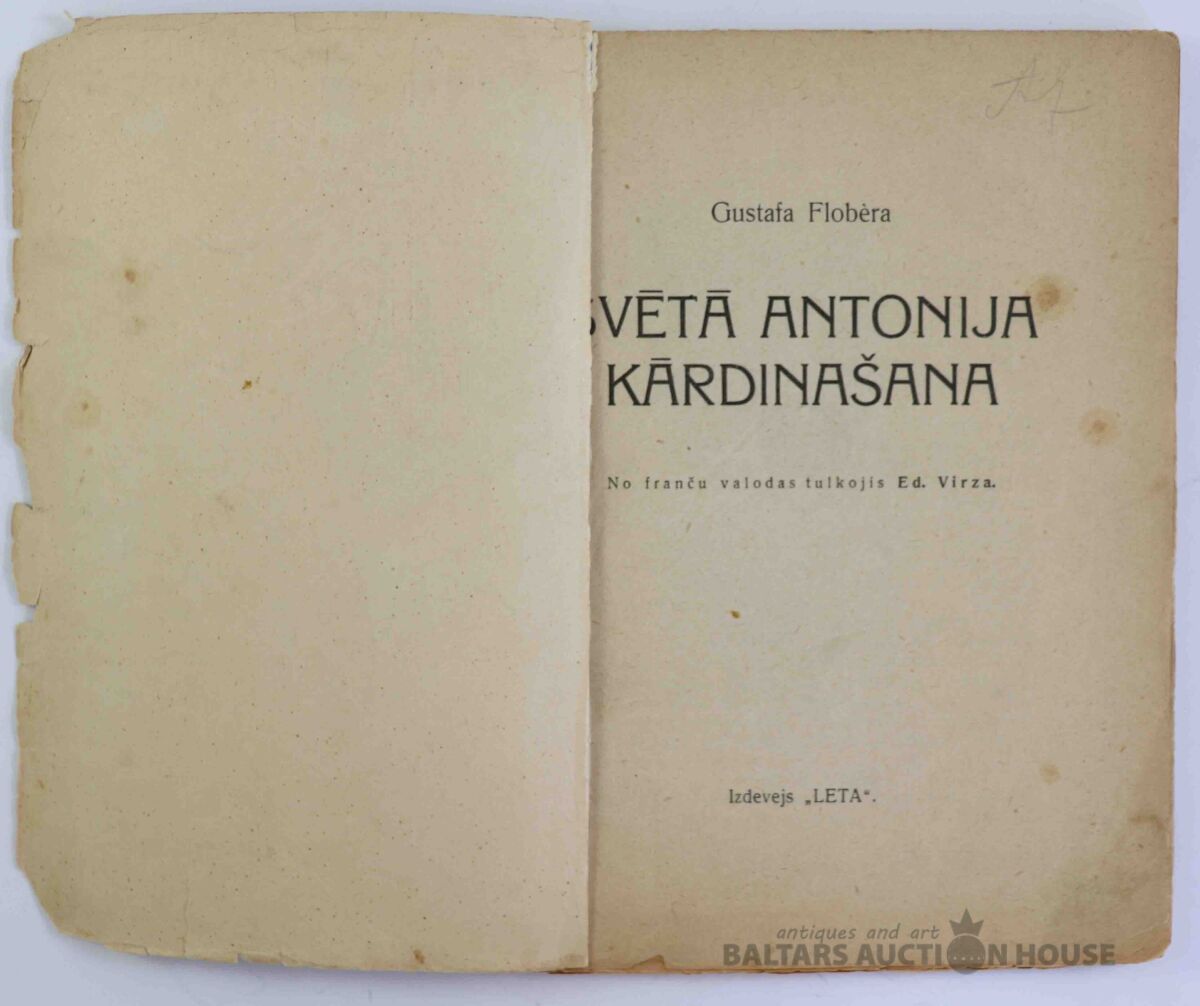 Gustafa Flobèra
SVĒTĀ ANTONIJA
KĀRDINAŠANA
No franču valodas tulkojis Ed. Virza.
Izdevejs „LETA“.
antiques and art
BALTARS AUCTION HOUSE